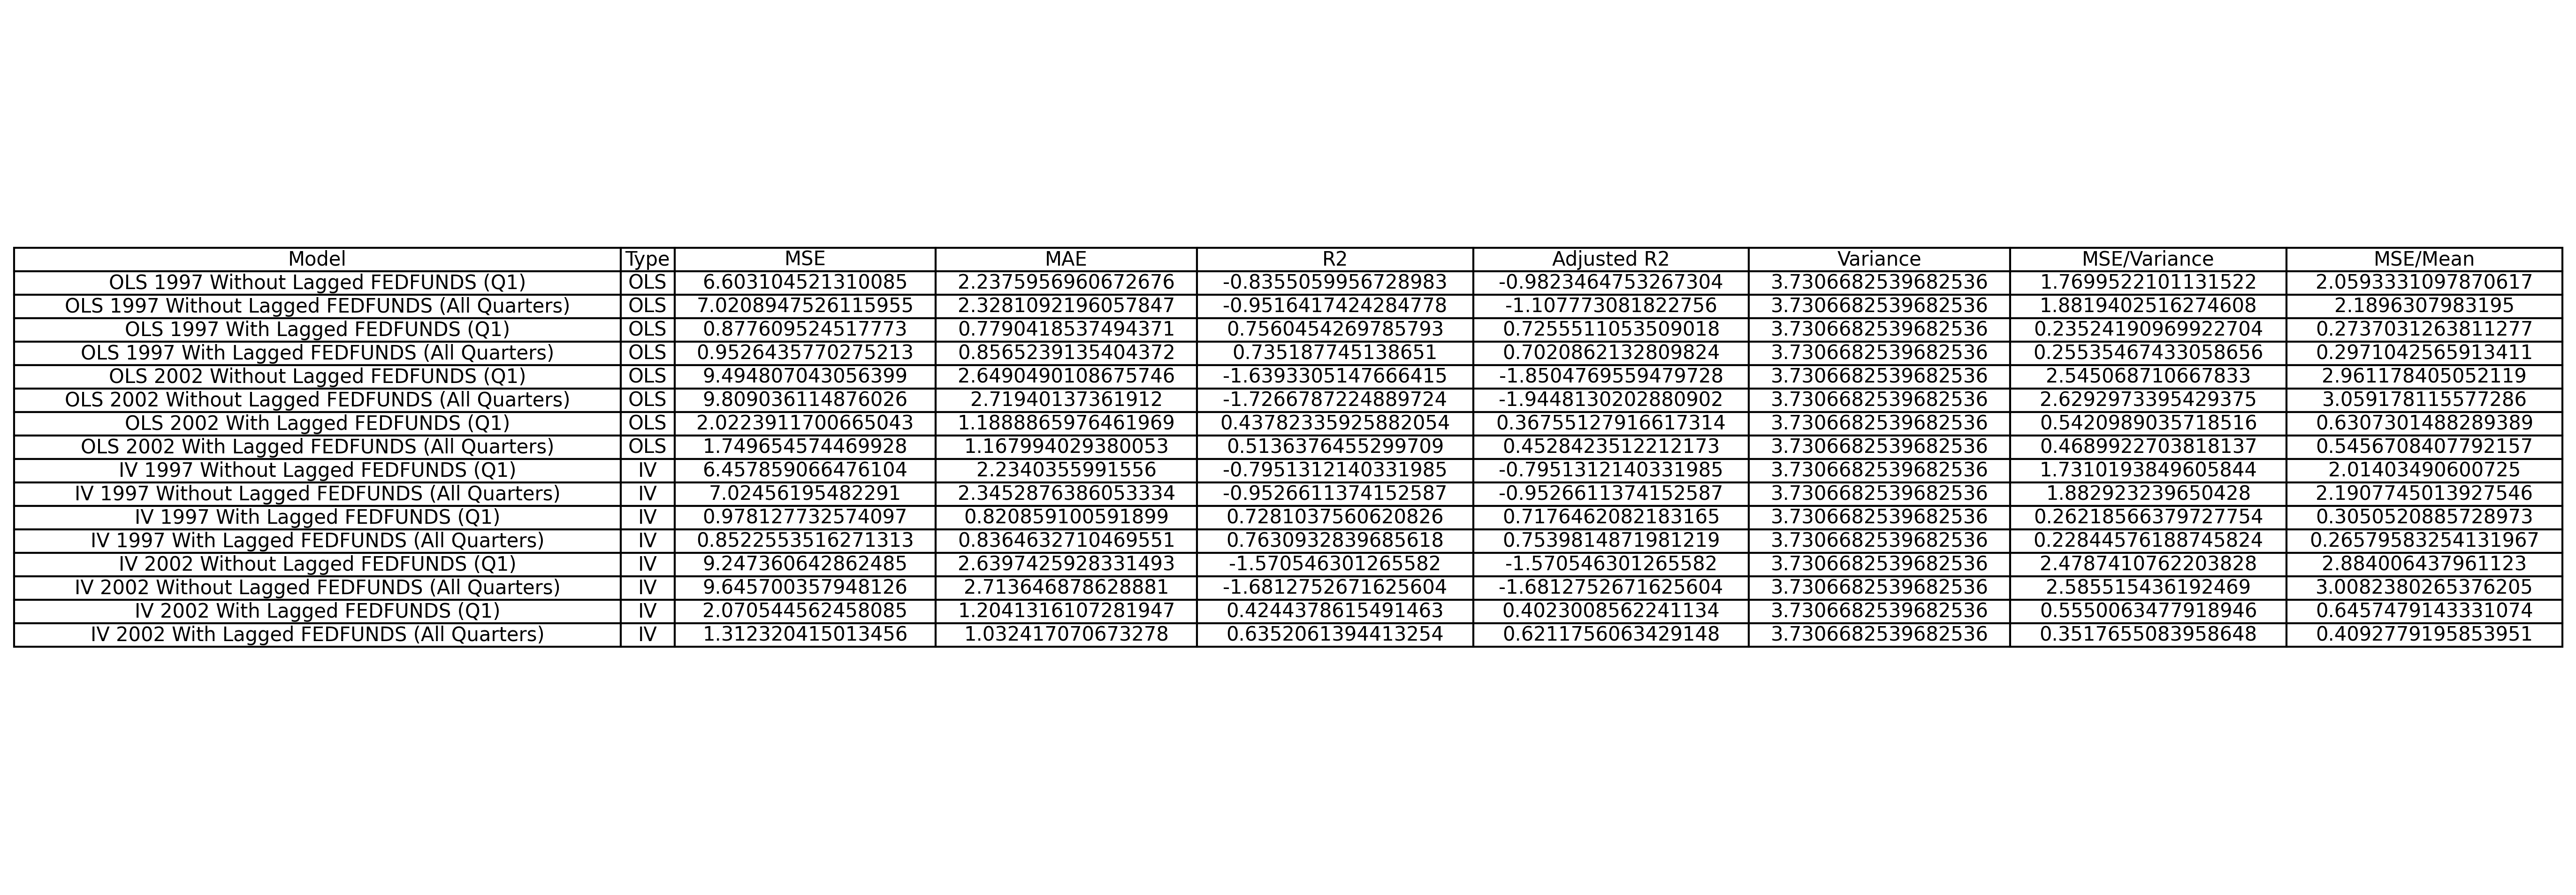 Model Type MSE MAE R2 Adjusted R2 Variance MSE/Variance MSE/Mean
OLS 1997 Without Lagged FEDFUNDS (Q1) OLS 6.603104521310085 2.2375956960672676 -0.8355059956728983 -0.9823464753267304 3.7306682539682536 1.7699522101131522 2.0593331097870617
OLS 1997 Without Lagged FEDFUNDS (All Quarters) OLS 7.0208947526115955 2.3281092196057847 -0.9516417424284778 -1.107773081822756 3.7306682539682536 1.8819402516274608 2.1896307983195
OLS 1997 With Lagged FEDFUNDS (Q1) OLS 0.877609524517773 0.7790418537494371 0.7560454269785793 0.7255511053509018 3.7306682539682536 0.23524190969922704 0.2737031263811277
OLS 1997 With Lagged FEDFUNDS (All Quarters) OLS 0.9526435770275213 0.8565239135404372 0.735187745138651 0.7020862132809824 3.7306682539682536 0.25535467433058656 0.2971042565913411
OLS 2002 Without Lagged FEDFUNDS (Q1) OLS 9.494807043056399 2.6490490108675746 -1.6393305147666415 -1.8504769559479728 3.7306682539682536 2.545068710667833 2.961178405052119
OLS 2002 Without Lagged FEDFUNDS (All Quarters) OLS 9.809036114876026 2.71940137361912 -1.7266787224889724 -1.9448130202880902 3.7306682539682536 2.6292973395429375 3.059178115577286
OLS 2002 With Lagged FEDFUNDS (Q1) OLS 2.0223911700665043 1.1888865976461969 0.43782335925882054 0.36755127916617314 3.7306682539682536 0.5420989035718516 0.6307301488289389
OLS 2002 With Lagged FEDFUNDS (All Quarters) OLS 1.749654574469928 1.167994029380053 0.5136376455299709 0.4528423512212173 3.7306682539682536 0.4689922703818137 0.5456708407792157
IV 1997 Without Lagged FEDFUNDS (Q1) IV 6.457859066476104 2.2340355991556 -0.7951312140331985 -0.7951312140331985 3.7306682539682536 1.7310193849605844 2.01403490600725
IV 1997 Without Lagged FEDFUNDS (All Quarters) IV 7.02456195482291 2.3452876386053334 -0.9526611374152587 -0.9526611374152587 3.7306682539682536 1.882923239650428 2.1907745013927546
IV 1997 With Lagged FEDFUNDS (Q1) IV 0.978127732574097 0.820859100591899 0.7281037560620826 0.7176462082183165 3.7306682539682536 0.26218566379727754 0.3050520885728973
IV 1997 With Lagged FEDFUNDS (All Quarters) IV 0.8522553516271313 0.8364632710469551 0.7630932839685618 0.7539814871981219 3.7306682539682536 0.22844576188745824 0.26579583254131967
IV 2002 Without Lagged FEDFUNDS (Q1) IV 9.247360642862485 2.6397425928331493 -1.570546301265582 -1.570546301265582 3.7306682539682536 2.4787410762203828 2.884006437961123
IV 2002 Without Lagged FEDFUNDS (All Quarters) IV 9.645700357948126 2.713646878628881 -1.6812752671625604 -1.6812752671625604 3.7306682539682536 2.585515436192469 3.0082380265376205
IV 2002 With Lagged FEDFUNDS (Q1) IV 2.070544562458085 1.2041316107281947 0.4244378615491463 0.4023008562241134 3.7306682539682536 0.5550063477918946 0.6457479143331074
IV 2002 With Lagged FEDFUNDS (All Quarters) IV 1.312320415013456 1.032417070673278 0.6352061394413254 0.6211756063429148 3.7306682539682536 0.3517655083958648 0.4092779195853951